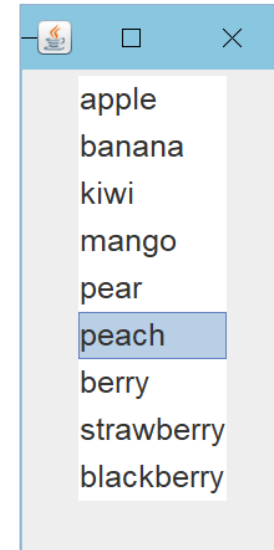 apple
banana
kiwi
mango
pear
peach
berry
strawberry
blackberry